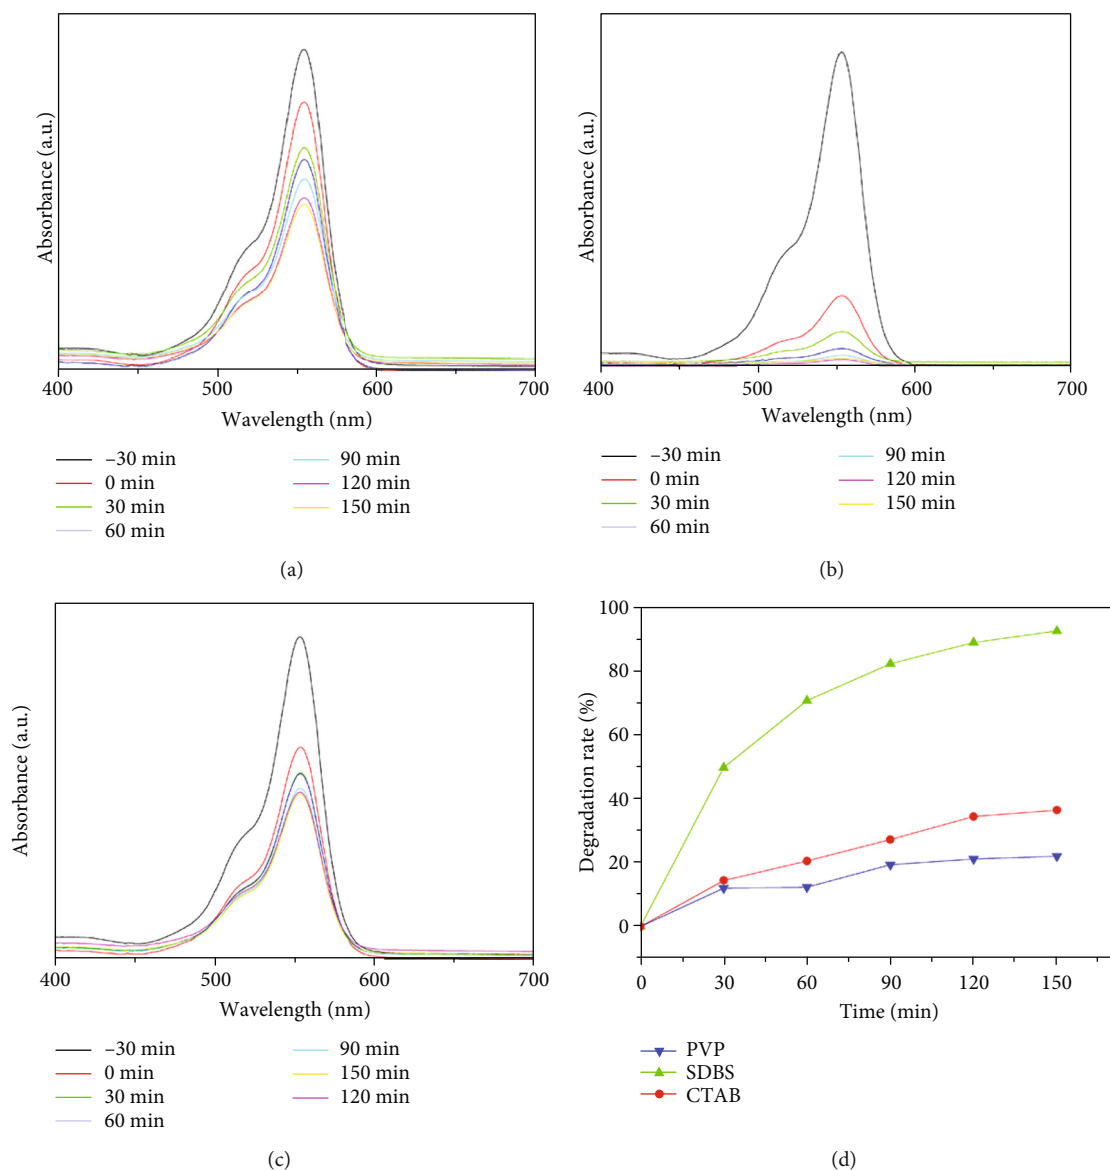 Absorbance (a.u.)
400 500 600 700
Wavelength (nm)
–30 min
0 min
30 min
60 min
90 min
120 min
150 min
(a)
Absorbance (a.u.)
400 500 600 700
Wavelength (nm)
–30 min
0 min
30 min
60 min
90 min
120 min
150 min
(b)
Absorbance (a.u.)
400 500 600 700
Wavelength (nm)
–30 min
0 min
30 min
60 min
90 min
150 min
120 min
(c)
Degradation rate (%)
100
80
60
40
20
0
0 30 60 90 120 150
Time (min)
PVP
SDBS
CTAB
(d)